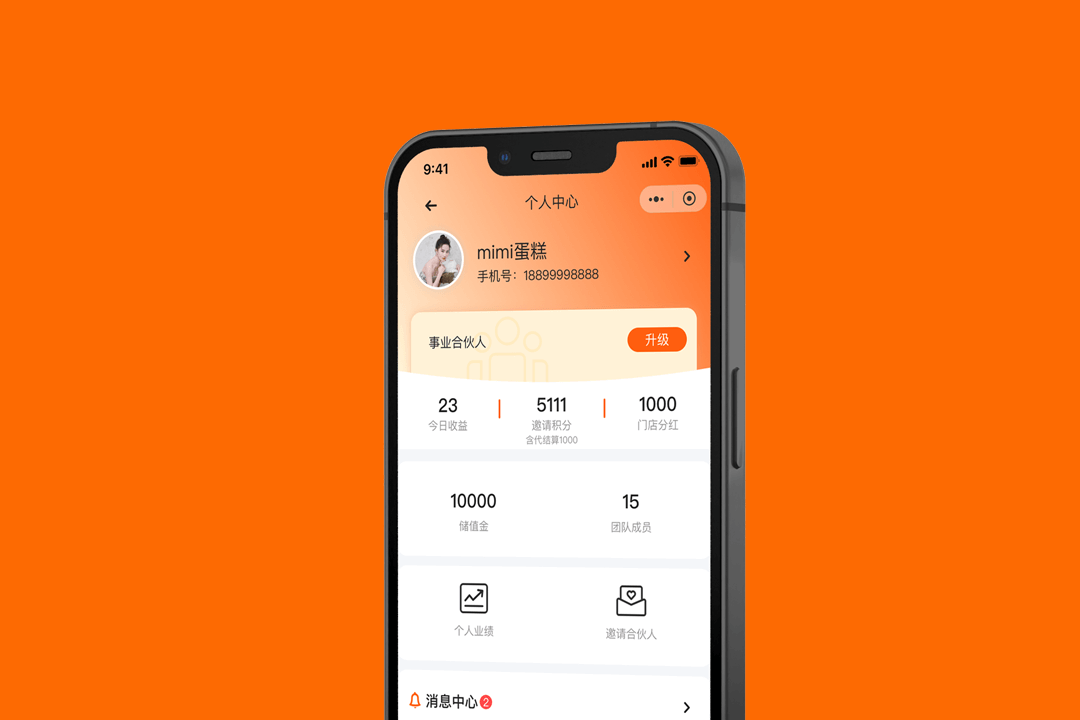 9:41
个人中心
mimi蛋糕
手机号：18899998888
事业合伙人
升级
23
今日收益
5111
邀请积分
含代结算1000
1000
门店分红
10000
储值金
15
团队成员
个人业绩
邀请合伙人
消息中心 2